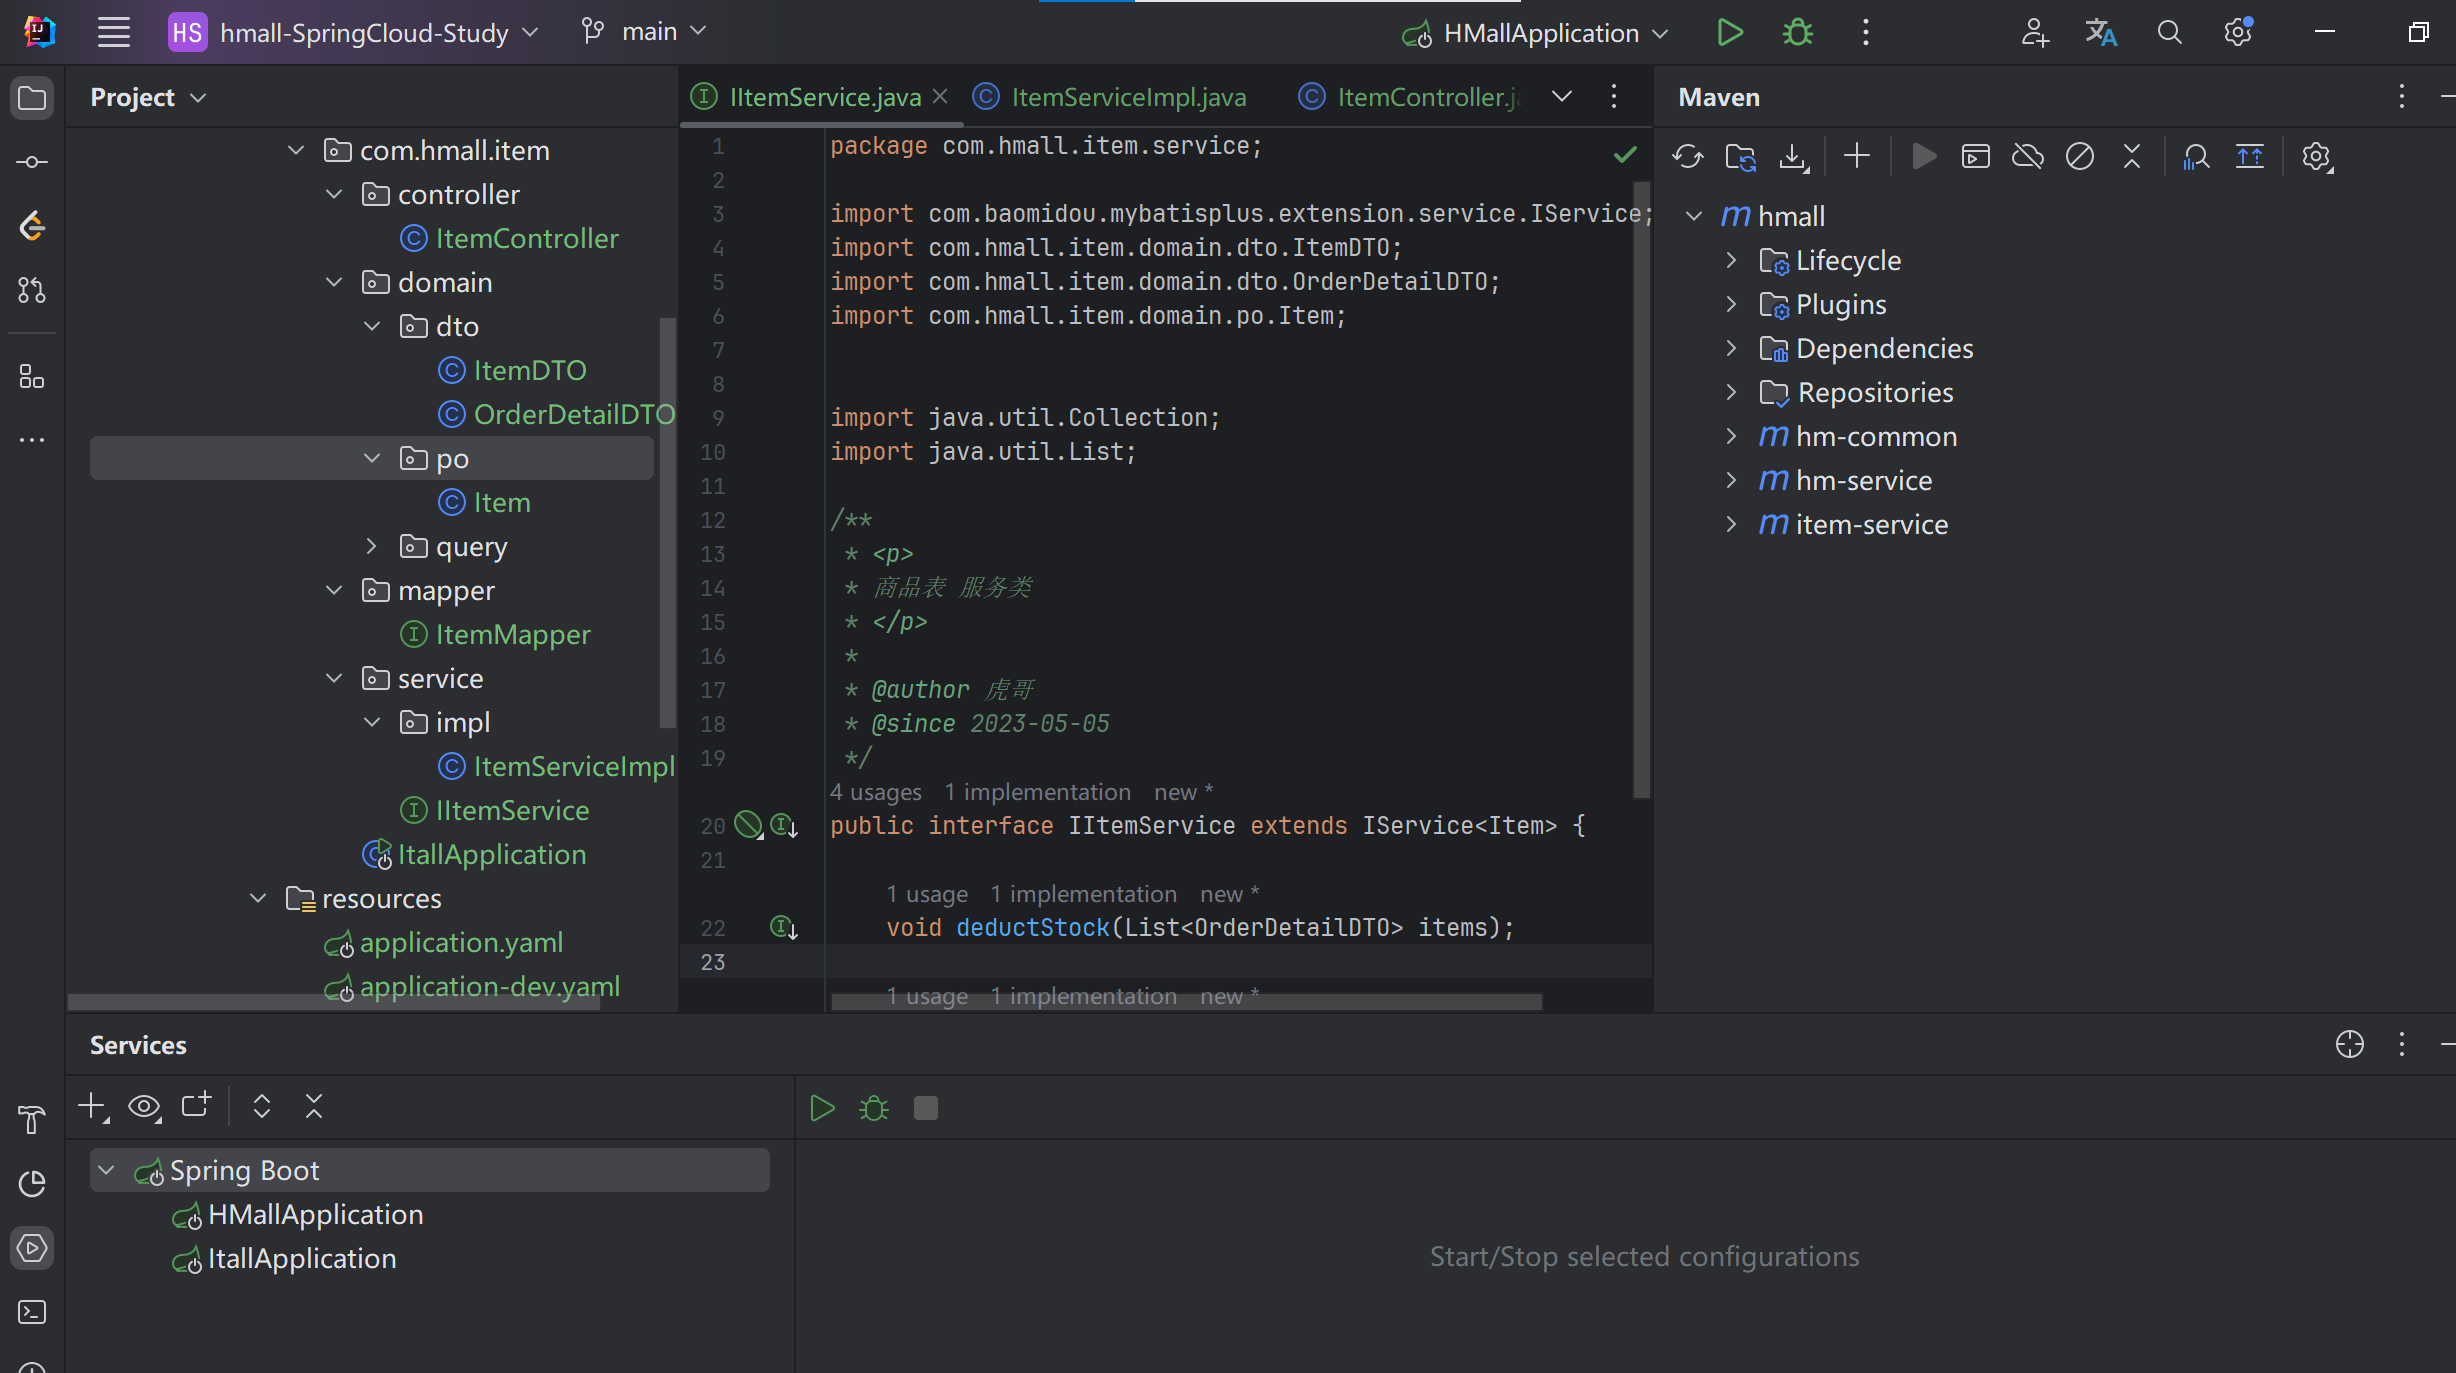 HS hmall-SpringCloud-Study main HMallApplication
Project
com.hmall.item
controller
ItemController
domain
dto
ItemDTO
OrderDetailDTO
po
Item
query
mapper
ItemMapper
service
impl
ItemServiceImpl
IItemService
ItallApplication
resources
application.yaml
application-dev.yaml
IItemService.java ItemServiceImpl.java ItemController.ja
1 package com.hmall.item.service;
2
3 import com.baomidou.mybatisplus.extension.service.IService;
4 import com.hmall.item.domain.dto.ItemDTO;
5 import com.hmall.item.domain.dto.OrderDetailDTO;
6 import com.hmall.item.domain.po.Item;
7
8
9 import java.util.Collection;
10 import java.util.List;
11
12 /**
13 * <p>
14 * 商品表 服务类
15 * </p>
16 *
17 * @author 虎哥
18 * @since 2023-05-05
19 */
4 usages 1 implementation new *
20 public interface IItemService extends IService<Item> {
21
1 usage 1 implementation new *
22 void deductStock(List<OrderDetailDTO> items);
23
1 usage 1 implementation new *
Maven
m hmall
Lifecycle
Plugins
Dependencies
Repositories
m hm-common
m hm-service
m item-service
Services
Spring Boot
HMallApplication
ItallApplication
Start/Stop selected configurations